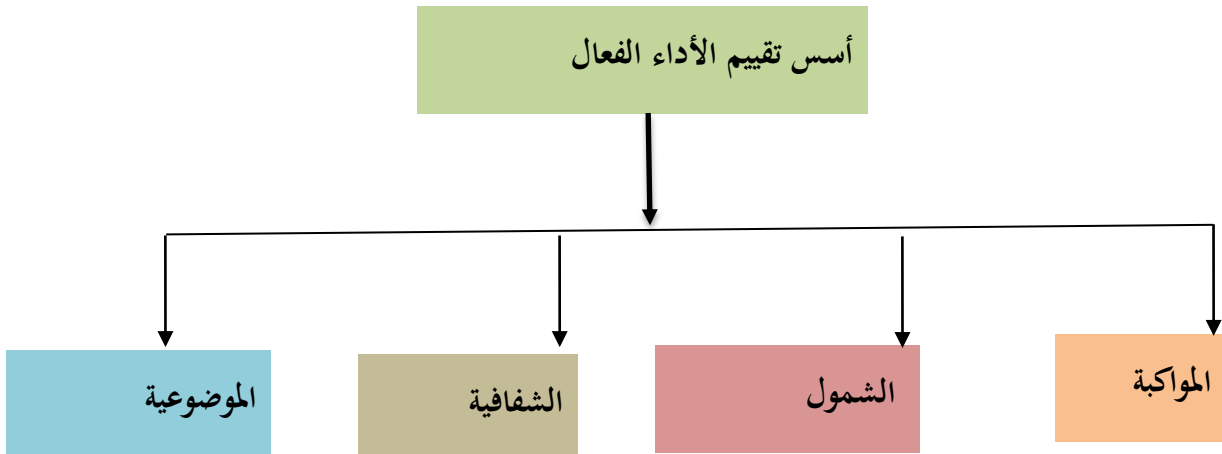 أسس تقييم الأداء الفعال
المواكبة
الشمول
الشفافية
الموضوعية